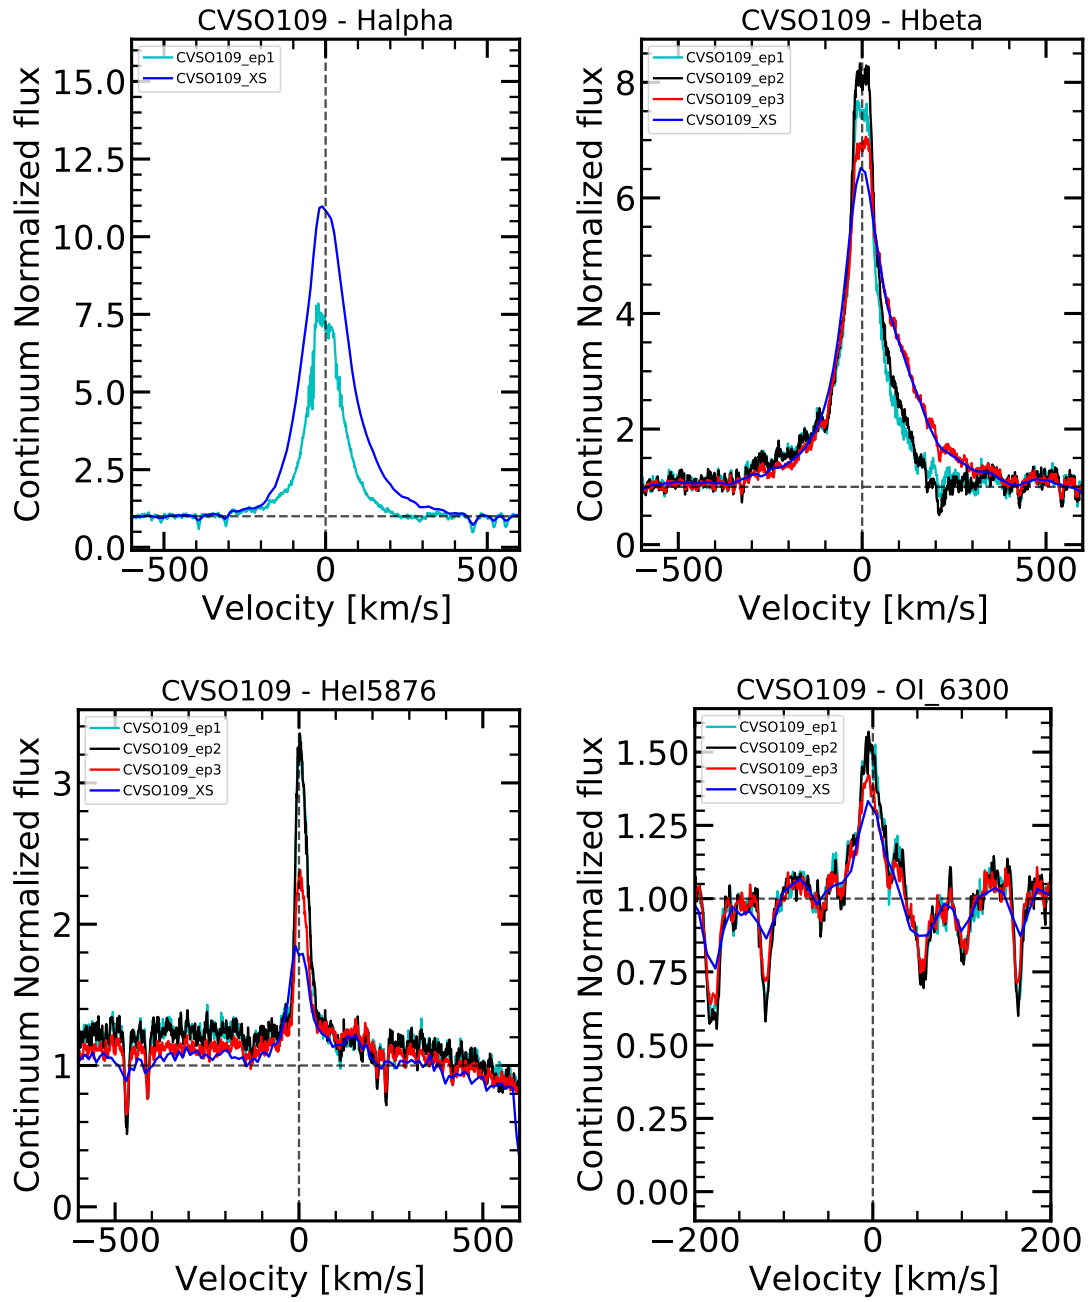 CVSO109 - Halpha
CVSO109_ep1
CVSO109_XS
Continuum Normalized flux
15.0
12.5
10.0
7.5
5.0
2.5
0.0
−500
0
500
Velocity [km/s]
CVSO109 - Hbeta
CVSO109_ep1
CVSO109_ep2
CVSO109_ep3
CVSO109_XS
Continuum Normalized flux
8
6
4
2
0
−500
0
500
Velocity [km/s]
CVSO109 - HeI5876
CVSO109_ep1
CVSO109_ep2
CVSO109_ep3
CVSO109_XS
Continuum Normalized flux
3
2
1
0
−500
0
500
Velocity [km/s]
CVSO109 - OI_6300
CVSO109_ep1
CVSO109_ep2
CVSO109_ep3
CVSO109_XS
Continuum Normalized flux
1.50
1.25
1.00
0.75
0.50
0.25
0.00
−200
0
200
Velocity [km/s]